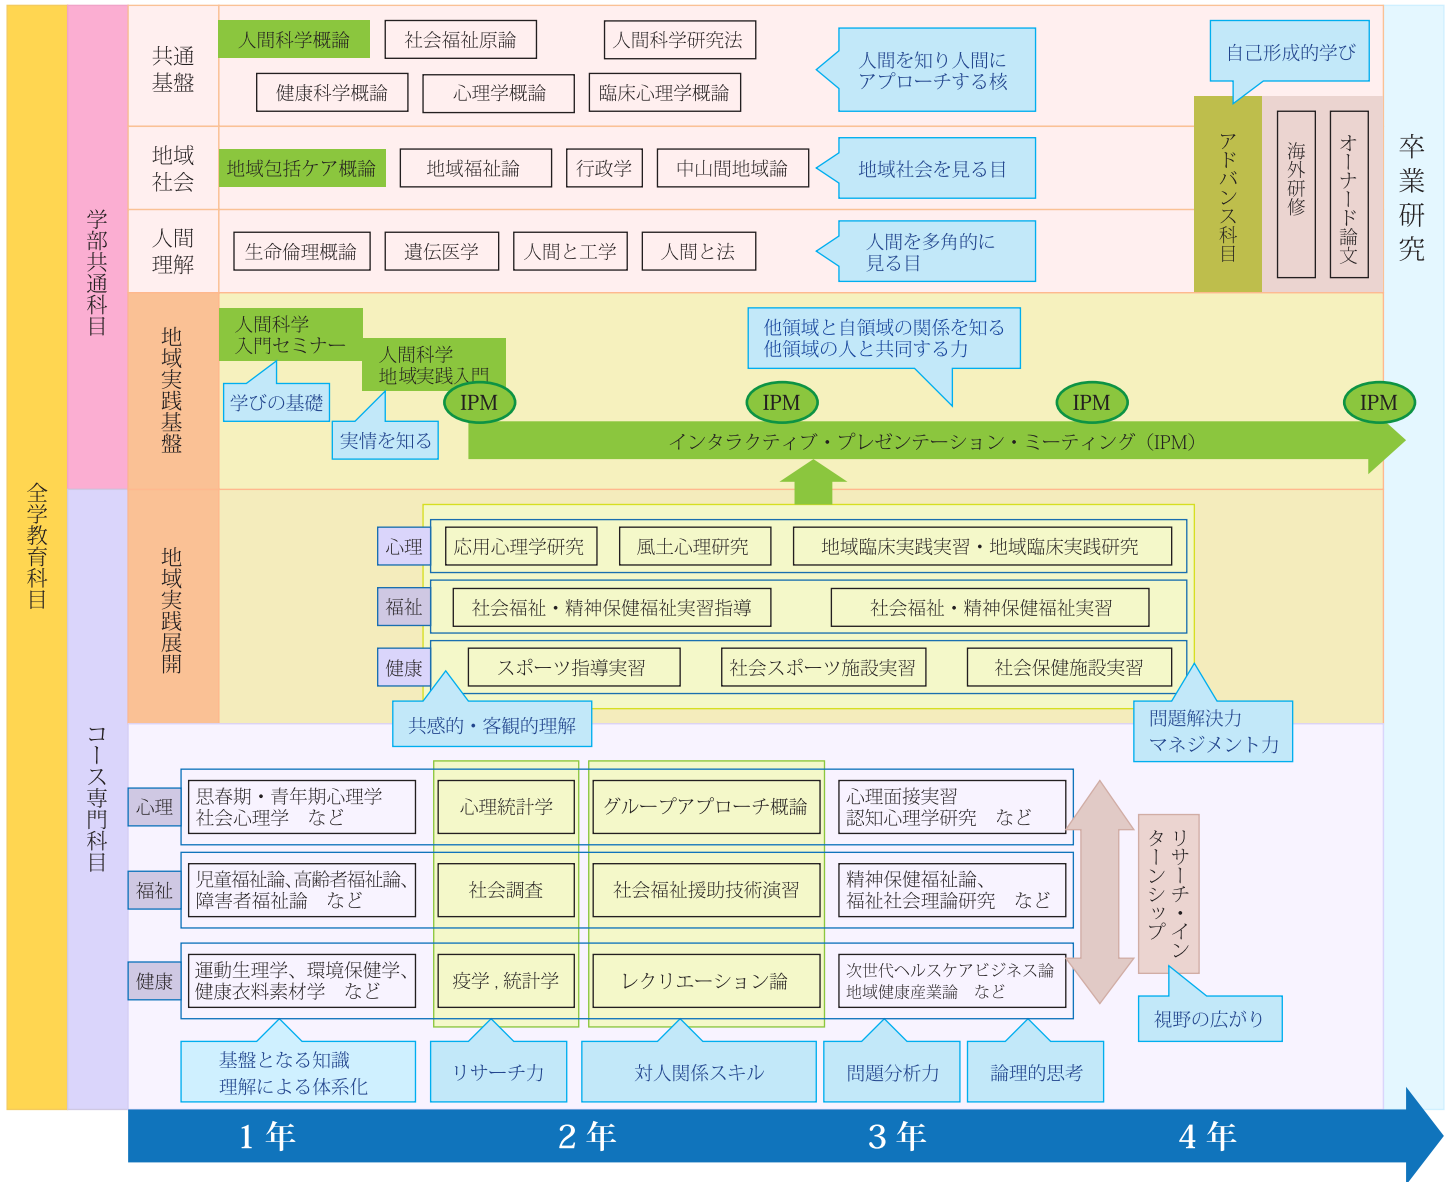 全学教育科目
学部共通科目
コース専門科目
共通
基盤
人間科学概論
社会福祉原論
人間科学研究法
健康科学概論
心理学概論
臨床心理学概論
人間を知り人間に
アプローチする核
自己形成的学び
地域
社会
地域包括ケア概論
地域福祉論
行政学
中山間地域論
地域社会を見る目
人間
理解
生命倫理概論
遺伝医学
人間と工学
人間と法
人間を多角的に
見る目
アドバンス科目
海外研修
オーナード論文
卒業研究
地域実践基盤
人間科学
入門セミナー
人間科学
地域実践入門
学びの基礎
実情を知る
他領域と自領域の関係を知る
他領域の人と共同する力
IPM
IPM
IPM
IPM
インタラクティブ・プレゼンテーション・ミーティング（IPM）
地域実践展開
心理
応用心理学研究
風土心理研究
地域臨床実践実習・地域臨床実践研究
福祉
社会福祉・精神保健福祉実習指導
社会福祉・精神保健福祉実習
健康
スポーツ指導実習
社会スポーツ施設実習
社会保健施設実習
共感的・客観的理解
問題解決力
マネジメント力
心理
思春期・青年期心理学
社会心理学　など
心理統計学
グループアプローチ概論
心理面接実習
認知心理学研究　など
福祉
児童福祉論、高齢者福祉論、
障害者福祉論　など
社会調査
社会福祉援助技術演習
精神保健福祉論、
福祉社会理論研究　など
健康
運動生理学、環境保健学、
健康衣料素材学　など
疫学 , 統計学
レクリエーション論
次世代ヘルスケアビジネス論
地域健康産業論　など
リサーチ・イン
ターンシップ
視野の広がり
基盤となる知識
理解による体系化
リサーチ力
対人関係スキル
問題分析力
論理的思考
1 年
2 年
3 年
4 年